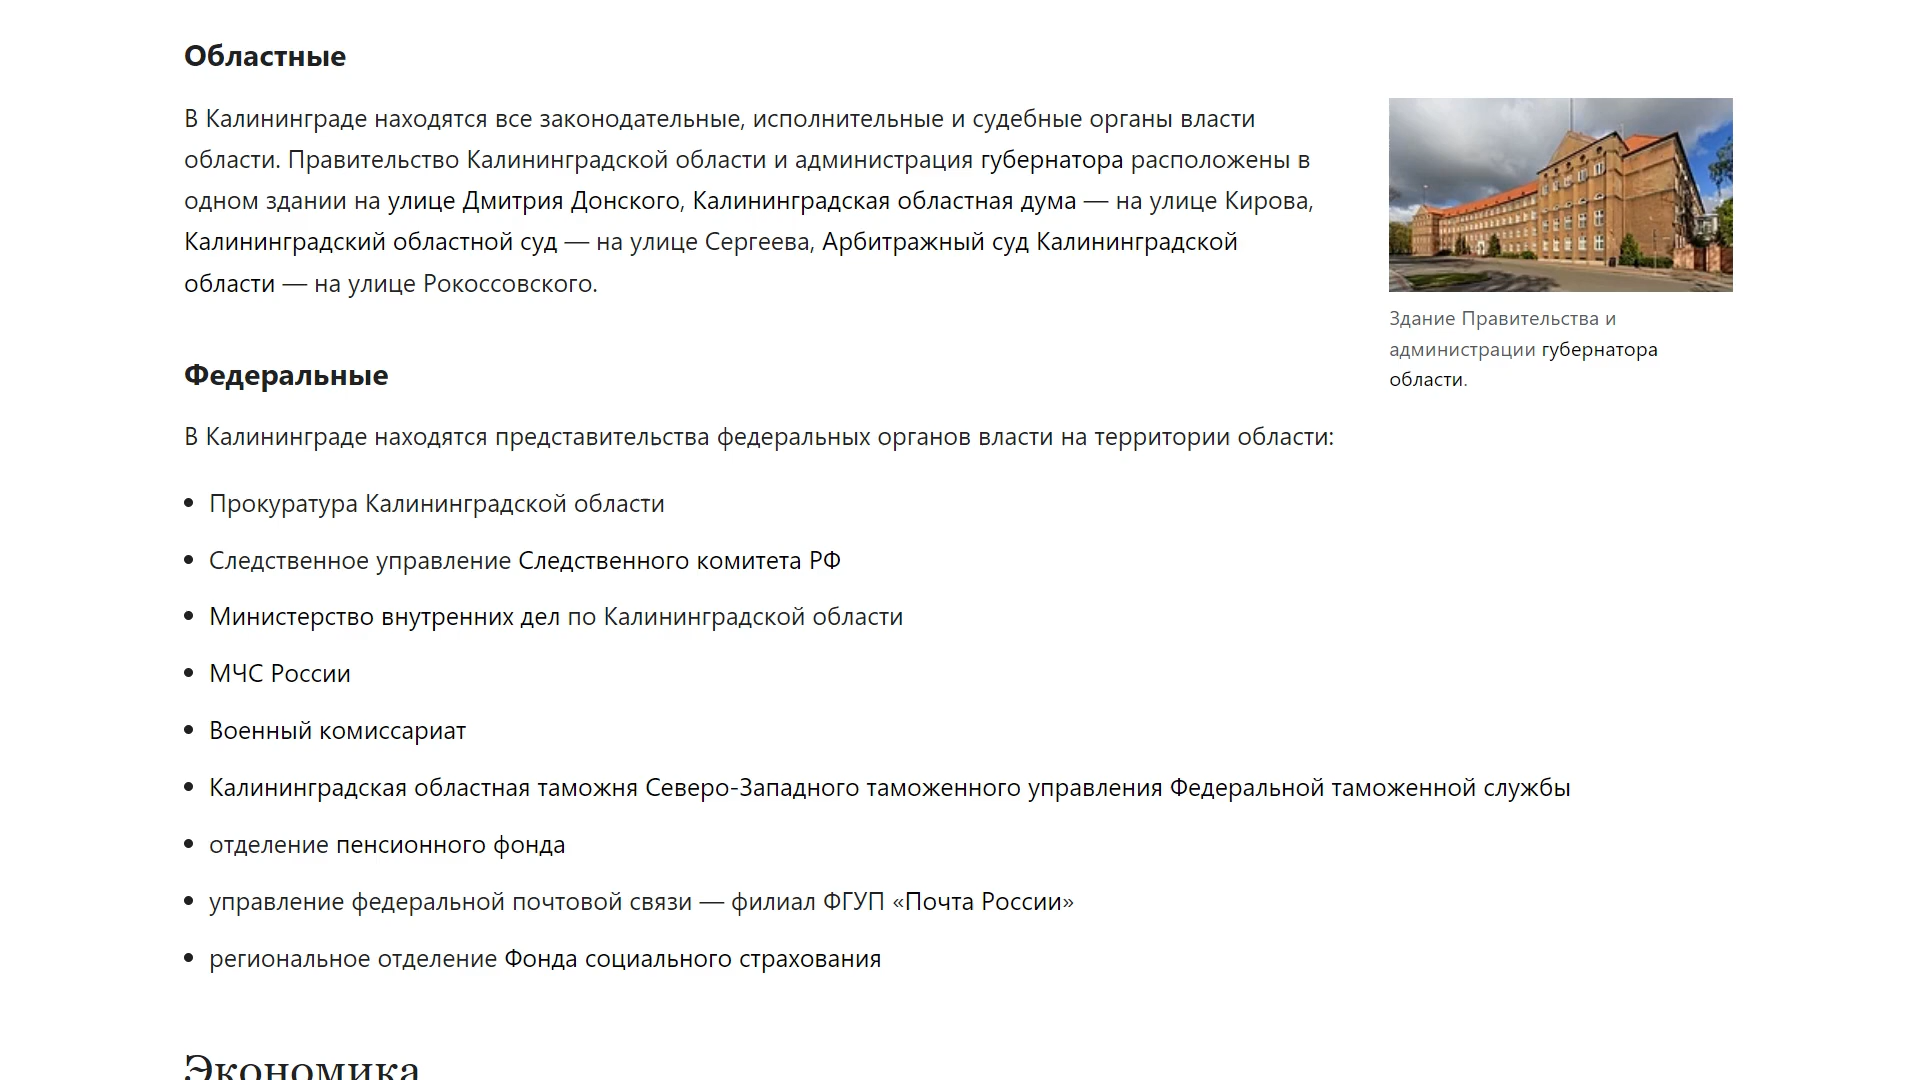 Областные
В Калининграде находятся все законодательные, исполнительные и судебные органы власти
области. Правительство Калининградской области и администрация губернатора расположены в
одном здании на улице Дмитрия Донского, Калининградская областная дума — на улице Кирова,
Калининградский областной суд — на улице Сергеева, Арбитражный суд Калининградской
области — на улице Рокоссовского.
Здание Правительства и
администрации губернатора
области.
Федеральные
В Калининграде находятся представительства федеральных органов власти на территории области:
Прокуратура Калининградской области
Следственное управление Следственного комитета РФ
Министерство внутренних дел по Калининградской области
МЧС России
Военный комиссариат
Калининградская областная таможня Северо-Западного таможенного управления Федеральной таможенной службы
отделение пенсионного фонда
управление федеральной почтовой связи — филиал ФГУП «Почта России»
региональное отделение Фонда социального страхования
Экономика